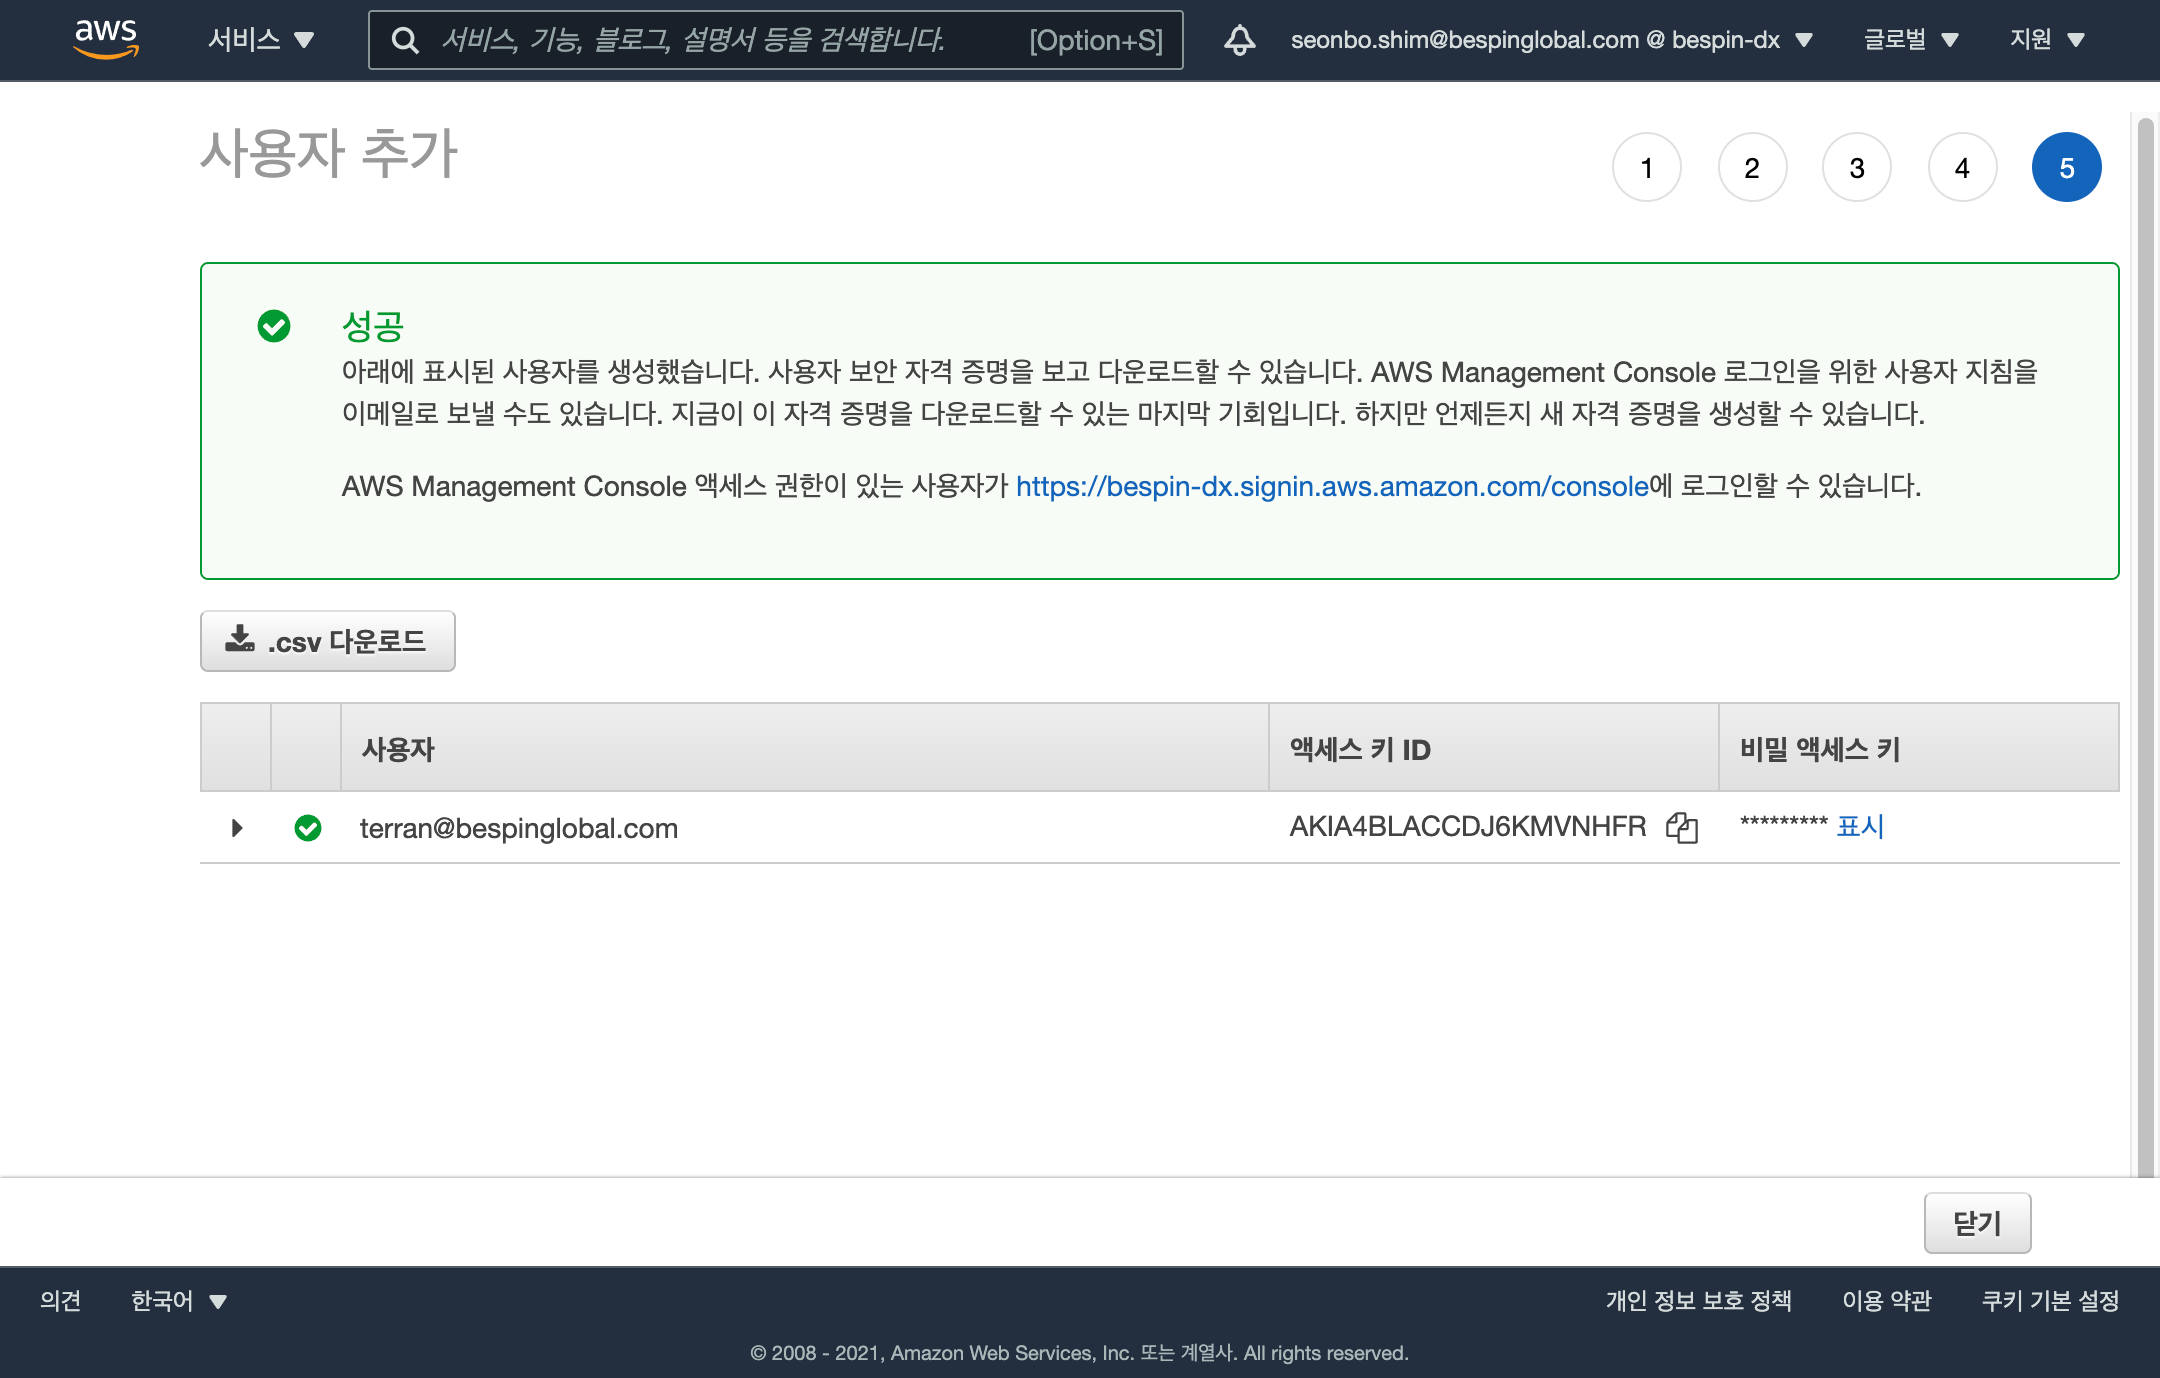 aws
서비스
서비스, 기능, 블로그, 설명서 등을 검색합니다.
[Option+S]
seonbo.shim@bespinglobal.com @ bespin-dx
글로벌
지원
사용자 추가
1
2
3
4
5
성공
아래에 표시된 사용자를 생성했습니다. 사용자 보안 자격 증명을 보고 다운로드할 수 있습니다. AWS Management Console 로그인을 위한 사용자 지침을
이메일로 보낼 수도 있습니다. 지금이 이 자격 증명을 다운로드할 수 있는 마지막 기회입니다. 하지만 언제든지 새 자격 증명을 생성할 수 있습니다.
AWS Management Console 액세스 권한이 있는 사용자가 https://bespin-dx.signin.aws.amazon.com/console에 로그인할 수 있습니다.
.csv 다운로드
사용자
액세스 키 ID
비밀 액세스 키
terran@bespinglobal.com
AKIA4BLACCDJ6KMVNHFR
********* 표시
닫기
의견
한국어
개인 정보 보호 정책
이용 약관
쿠키 기본 설정
© 2008 - 2021, Amazon Web Services, Inc. 또는 계열사. All rights reserved.